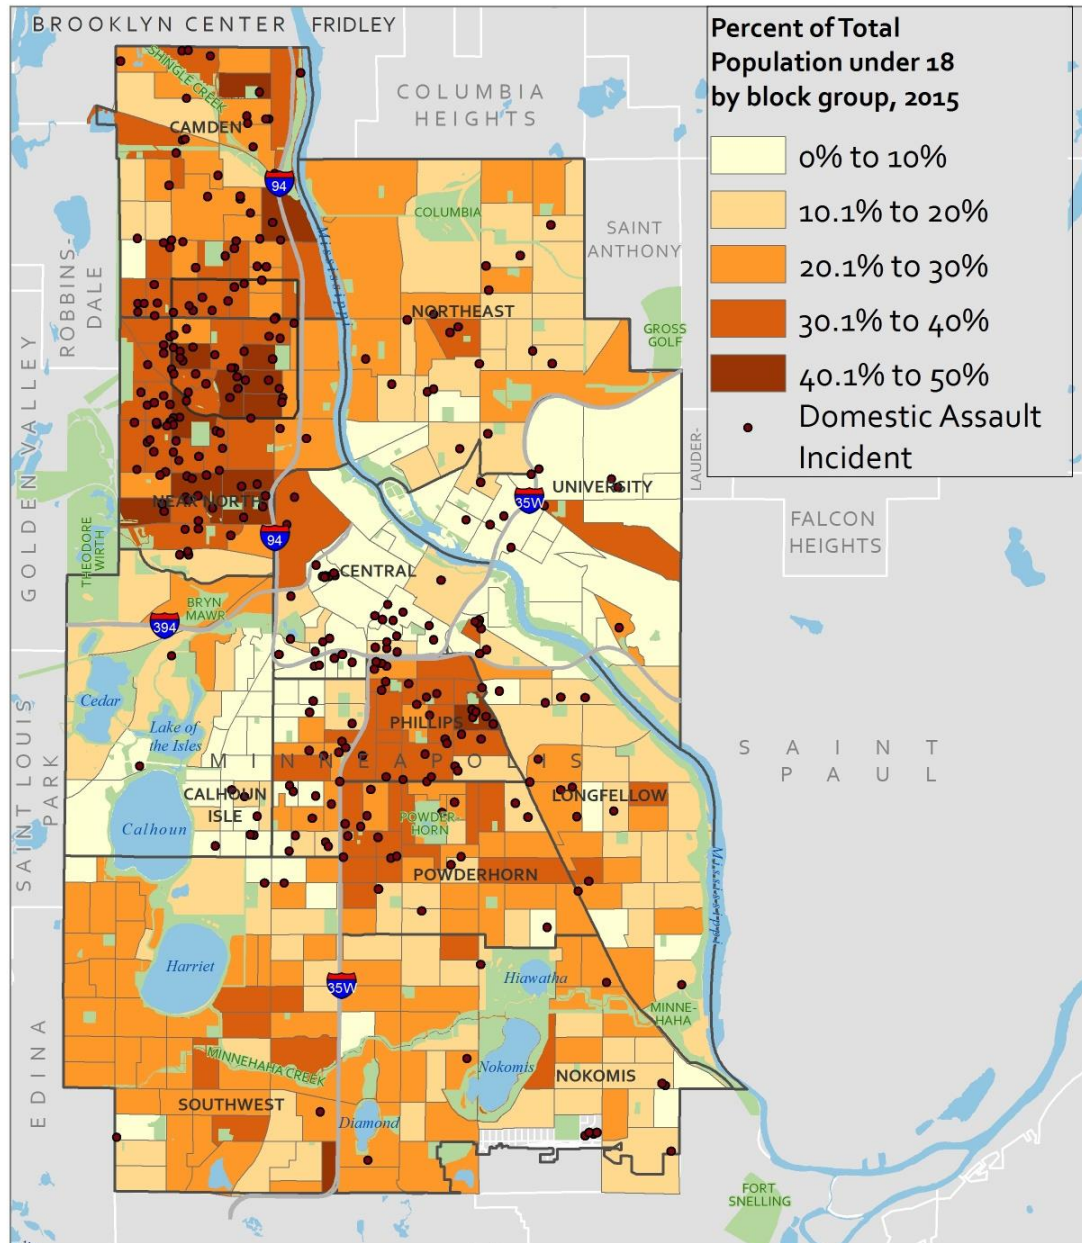 BROOKLYN CENTER
FRIDLEY
Percent of Total
Population under 18
by block group, 2015
0% to 10%
10.1% to 20%
20.1% to 30%
30.1% to 40%
40.1% to 50%
Domestic Assault
Incident
SHINGLE CREEK
CAMDEN
COLUMBIA
HEIGHTS
94
COLUMBIA
SAINT
ANTHONY
ROBBINS-
DALE
Mississippi
NORTHEAST
GROSS
GOLF
GOLDEN VALLEY
LAUDER-
NEAR NORTH
UNIVERSITY
35W
FALCON
HEIGHTS
THEODORE
WIRTH
94
CENTRAL
BRYN
MAWR
394
Cedar
Lake of
the Isles
PHILLIPS
MINNEAPOLIS
SAINT
PAUL
SAINT LOUIS
PARK
CALHOUN
ISLE
LONGFELLOW
Calhoun
POWDER-
HORN
POWDERHORN
Mississippi
Harriet
35W
Hiawatha
MINNE-
HAHA
EDINA
MINNEHAHA CREEK
Nokomis
NOKOMIS
SOUTHWEST
Diamond
FORT
SNELLING